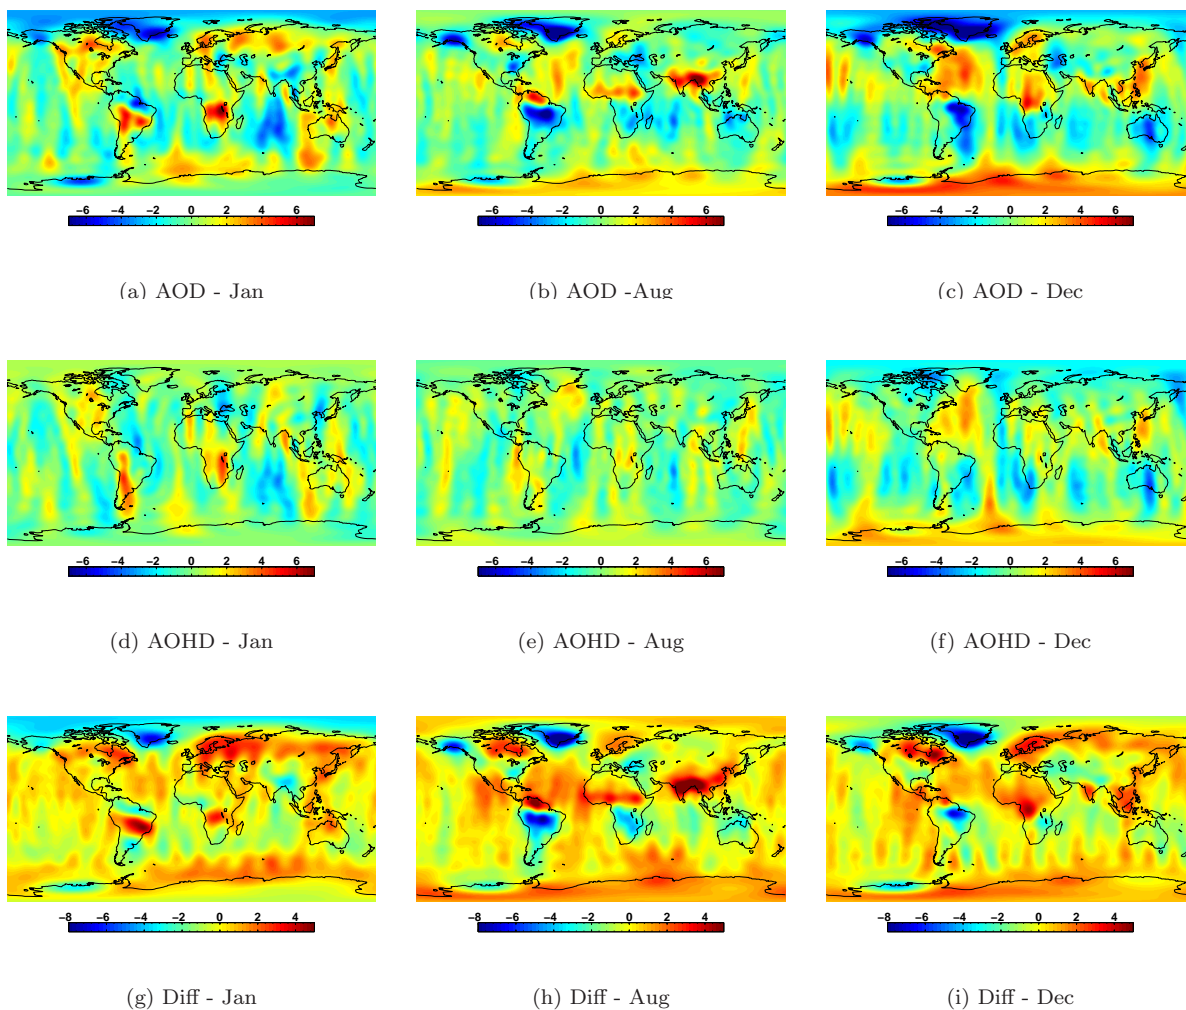 −6 −4 −2 0 2 4 6
−6 −4 −2 0 2 4 6
−6 −4 −2 0 2 4 6
(a) AOD - Jan
(b) AOD -Aug
(c) AOD - Dec
−6 −4 −2 0 2 4 6
−6 −4 −2 0 2 4 6
−6 −4 −2 0 2 4 6
(d) AOHD - Jan
(e) AOHD - Aug
(f) AOHD - Dec
−8 −6 −4 −2 0 2 4
−8 −6 −4 −2 0 2 4
−8 −6 −4 −2 0 2 4
(g) Diff - Jan
(h) Diff - Aug
(i) Diff - Dec